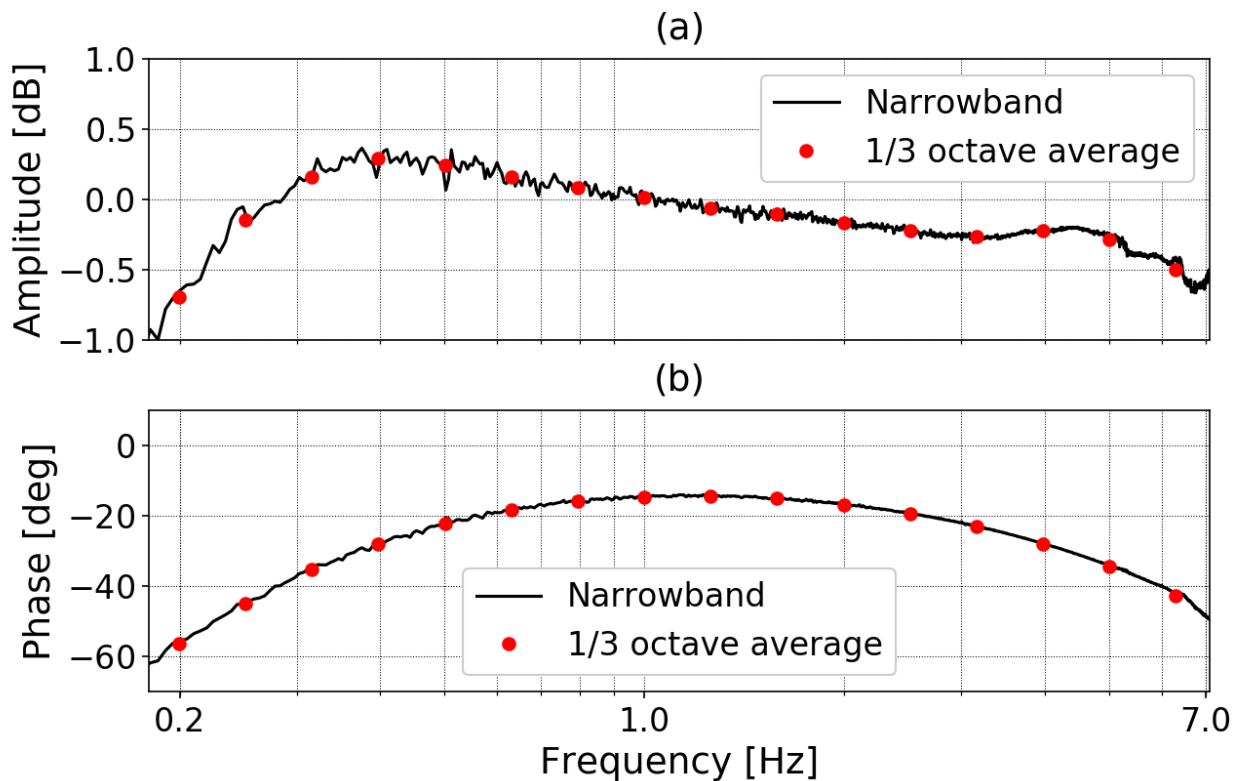 (a)
Amplitude [dB]
1.0
0.5
0.0
−0.5
−1.0
Narrowband
1/3 octave average
(b)
Phase [deg]
0
−20
−40
−60
Narrowband
1/3 octave average
0.2
1.0
7.0
Frequency [Hz]